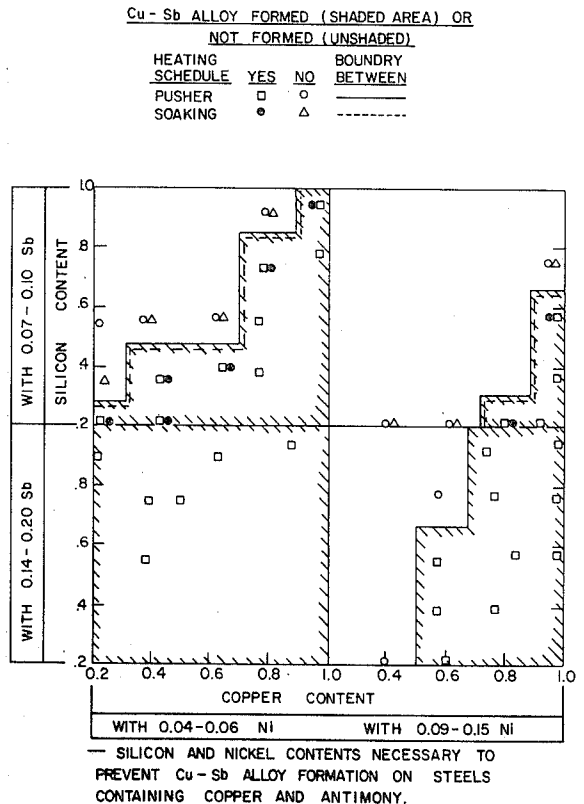 Cu-Sb ALLOY FORMED (SHADED AREA) OR
NOT FORMED (UNSHADED)
HEATING SCHEDULE YES NO BOUNDRY BETWEEN
PUSHER
SOAKING
WITH 0.07-0.10 Sb
WITH 0.14-0.20 Sb
SILICON CONTENT
1.0
.8
.6
.4
.2
.8
.6
.4
.2
0.2 0.4 0.6 0.8 1.0 0.4 0.6 0.8 1.0
COPPER CONTENT
WITH 0.04-0.06 Ni WITH 0.09-0.15 Ni
— SILICON AND NICKEL CONTENTS NECESSARY TO
PREVENT Cu-Sb ALLOY FORMATION ON STEELS
CONTAINING COPPER AND ANTIMONY.